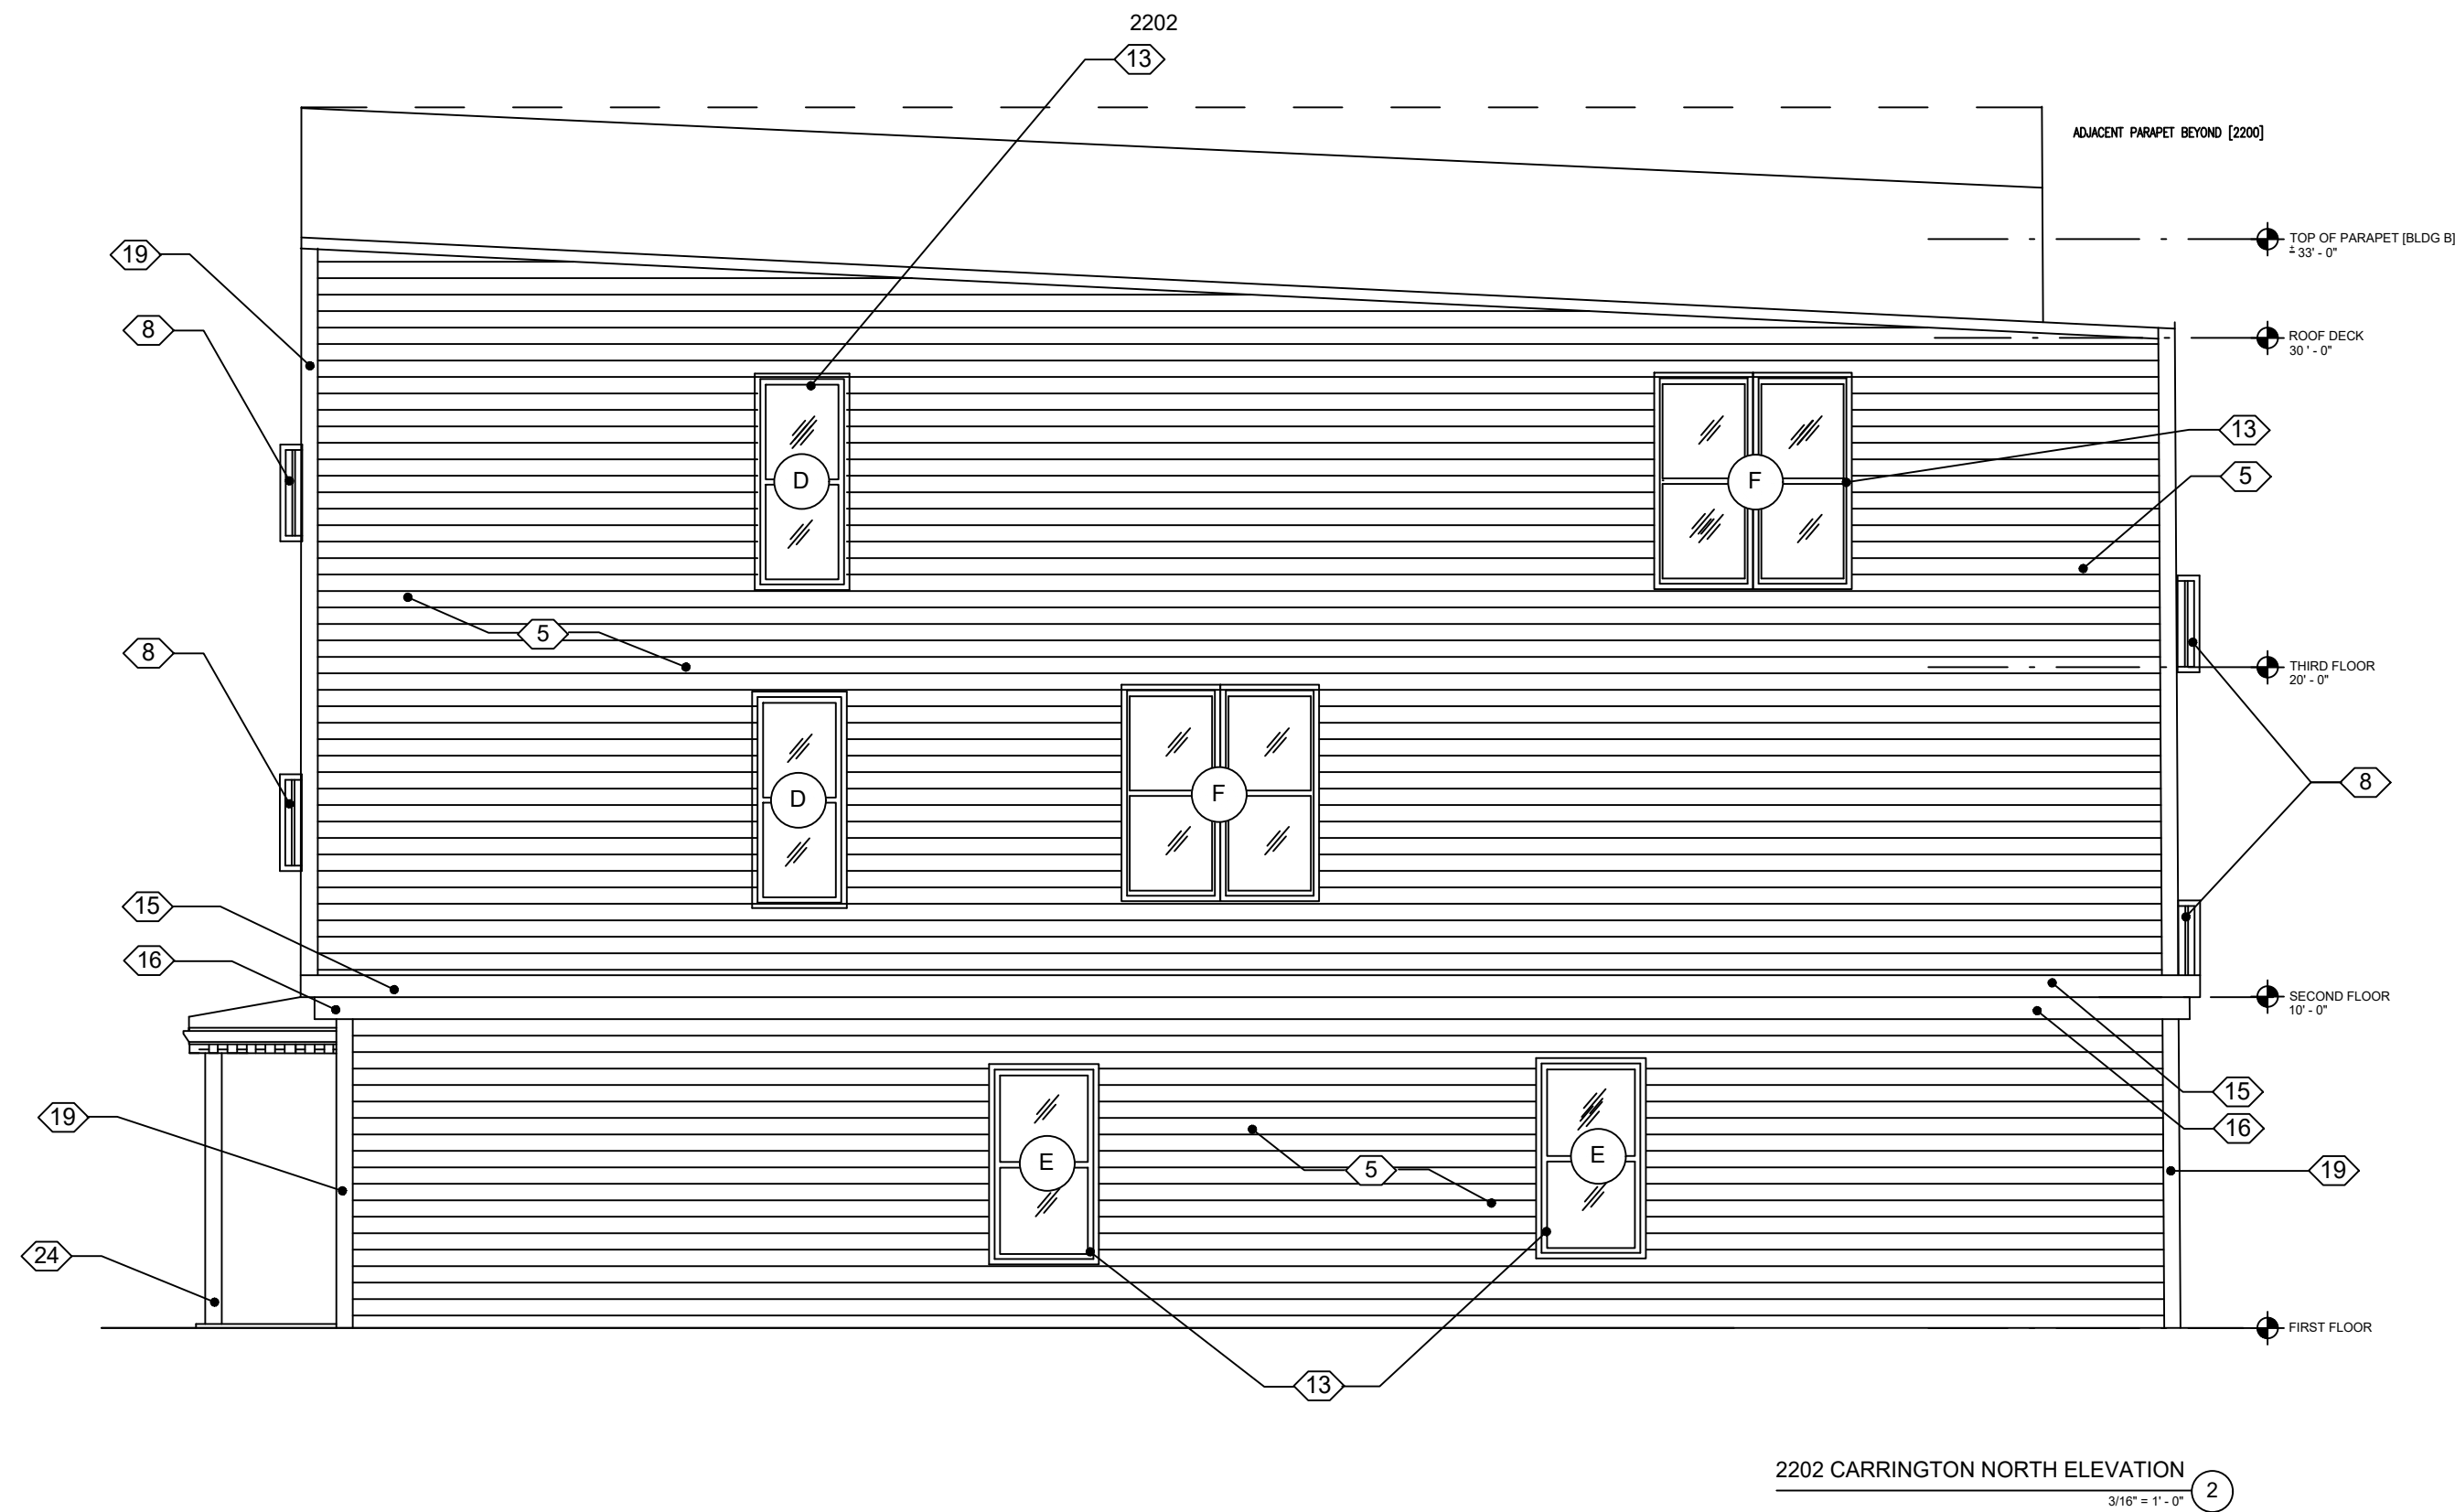 2202
13
ADJACENT PARAPET BEYOND [2200]
TOP OF PARAPET [BLDG B]
± 33' - 0"
19
8
ROOF DECK
30 ' - 0"
13
5
D
F
5
8
THIRD FLOOR
20' - 0"
8
D
F
15
16
SECOND FLOOR
10' - 0"
15
16
19
E
E
5
19
24
FIRST FLOOR
13
2202 CARRINGTON NORTH ELEVATION
2
3/16" = 1' - 0"